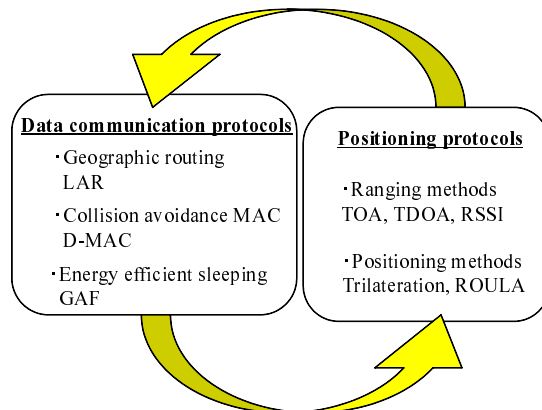 Data communication protocols
・Geographic routing
LAR
・Collision avoidance MAC
D-MAC
・Energy efficient sleeping
GAF
Positioning protocols
・Ranging methods
TOA, TDOA, RSSI
・Positioning methods
Trilateration, ROULA